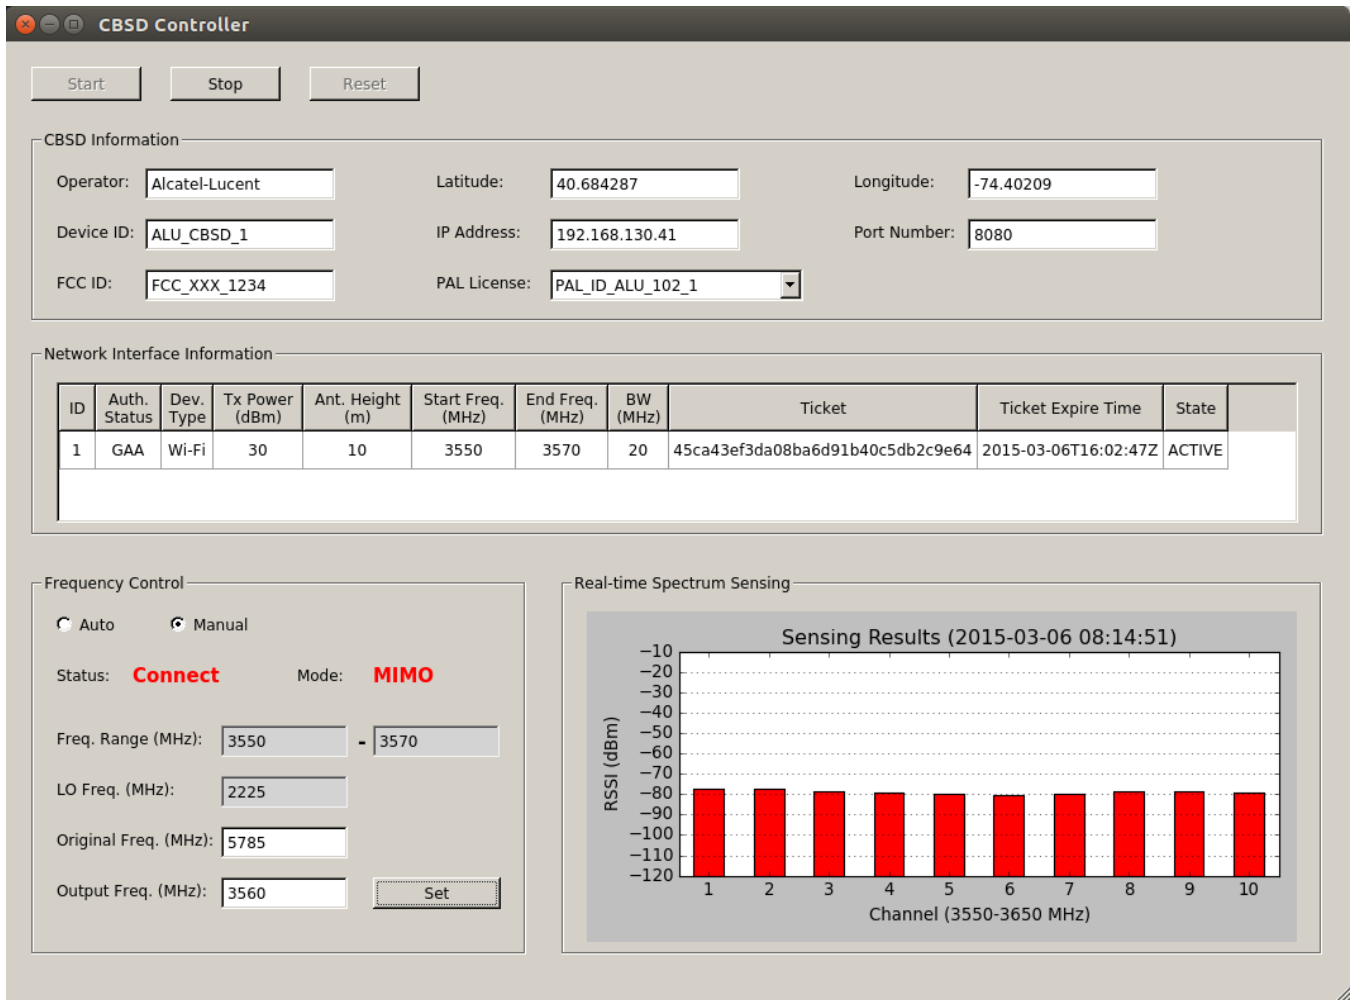 CBSD Controller
Start Stop Reset
CBSD Information
Operator: Alcatel-Lucent Latitude: 40.684287 Longitude: -74.40209
Device ID: ALU_CBSD_1 IP Address: 192.168.130.41 Port Number: 8080
FCC ID: FCC_XXX_1234 PAL License: PAL_ID_ALU_102_1
Network Interface Information
ID Auth. Status Dev. Type Tx Power (dBm) Ant. Height (m) Start Freq. (MHz) End Freq. (MHz) BW (MHz) Ticket Ticket Expire Time State
1 GAA Wi-Fi 30 10 3550 3570 20 45ca43ef3da08ba6d91b40c5db2c9e64 2015-03-06T16:02:47Z ACTIVE
Frequency Control
Auto Manual
Status: Connect Mode: MIMO
Freq. Range (MHz): 3550 - 3570
LO Freq. (MHz): 2225
Original Freq. (MHz): 5785
Output Freq. (MHz): 3560 Set
Real-time Spectrum Sensing
Sensing Results (2015-03-06 08:14:51)
RSSI (dBm)
−10
−20
−30
−40
−50
−60
−70
−80
−90
−100
−110
−120
1 2 3 4 5 6 7 8 9 10
Channel (3550-3650 MHz)